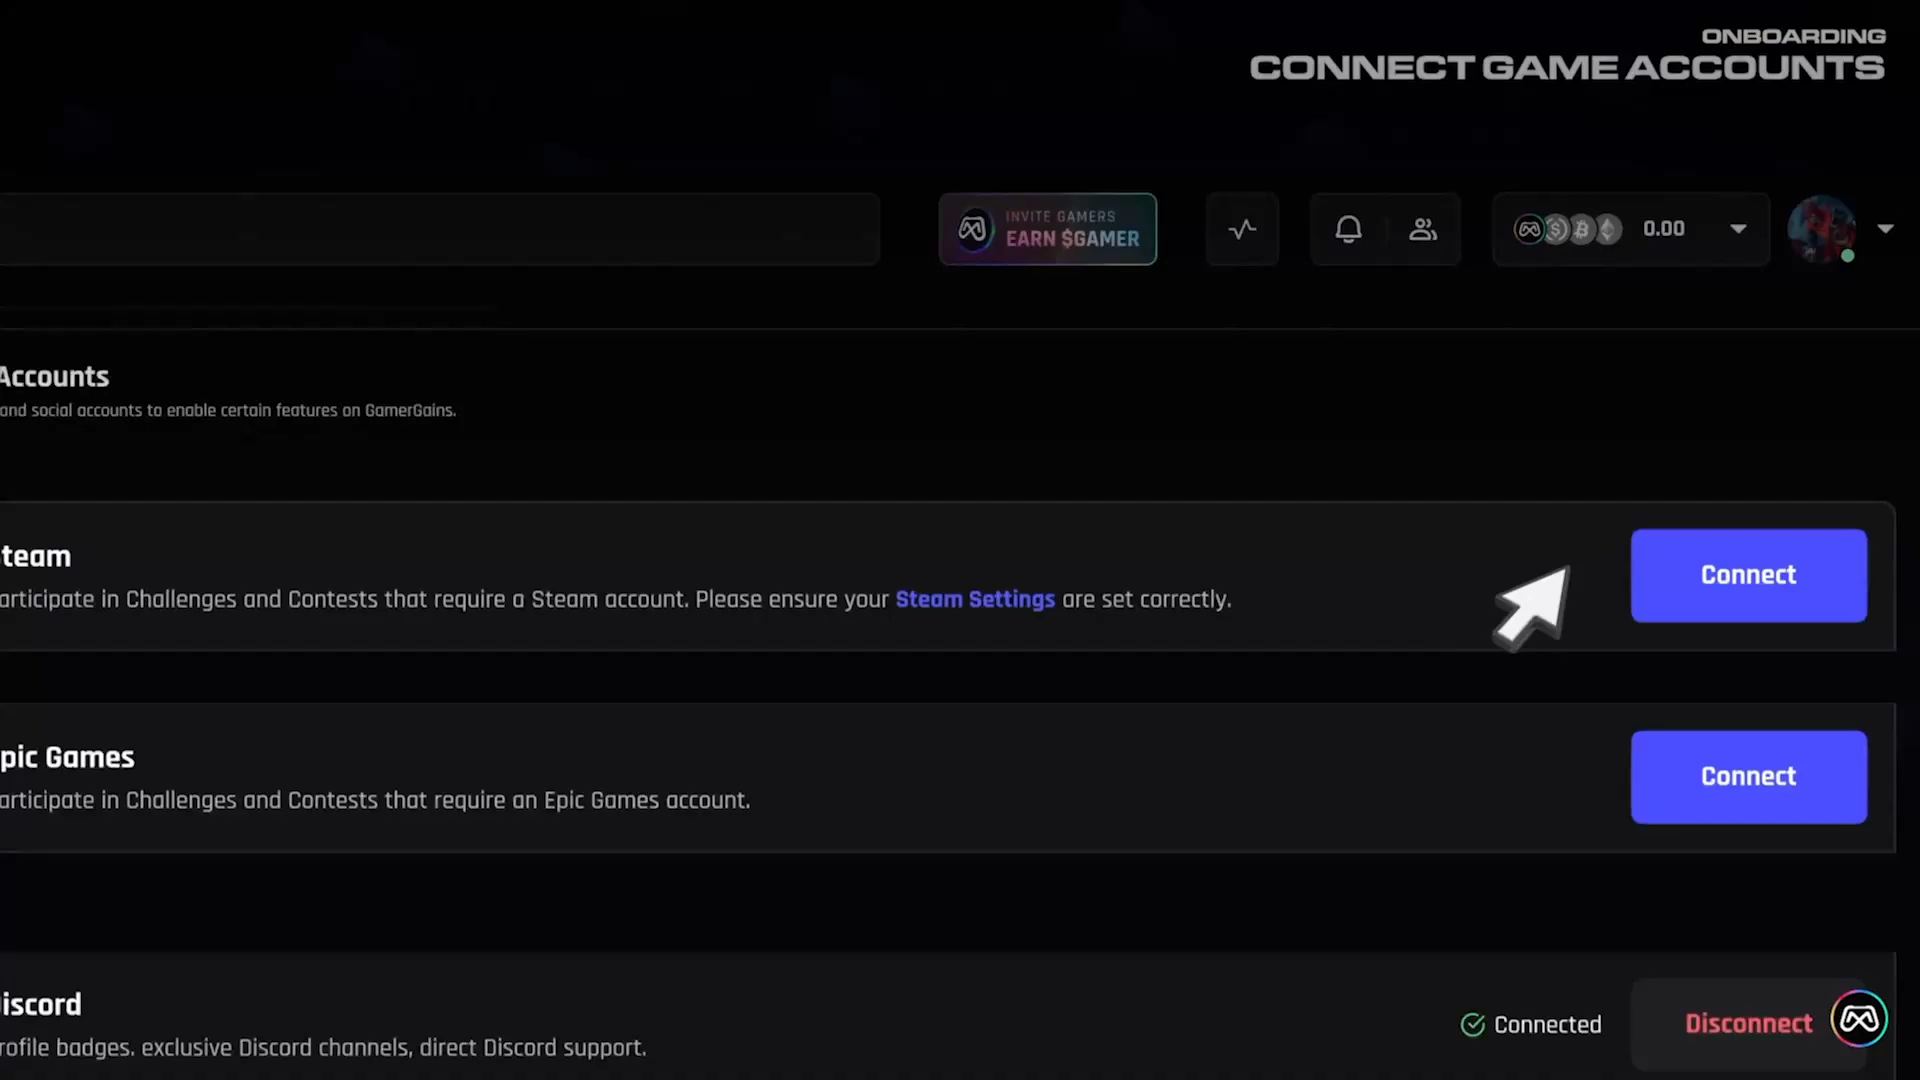 ONBOARDING
CONNECT GAME ACCOUNTS
INVITE GAMERS
EARN $GAMER
0.00
Accounts
and social accounts to enable certain features on GamerGains.
Steam
articipate in Challenges and Contests that require a Steam account. Please ensure your Steam Settings are set correctly.
Connect
pic Games
articipate in Challenges and Contests that require an Epic Games account.
Connect
iscord
rofile badges. exclusive Discord channels, direct Discord support.
Connected
Disconnect